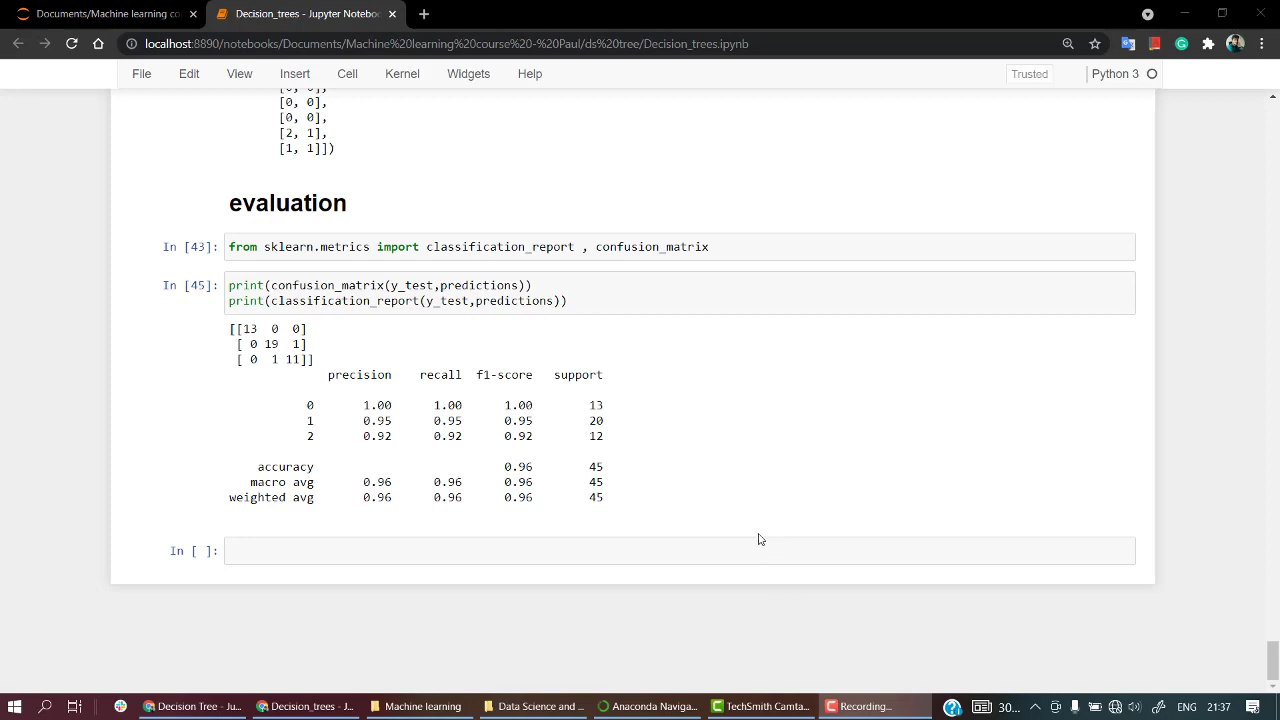 Documents/Machine learning co
Decision_trees - Jupyter Noteboo
localhost:8890/notebooks/Documents/Machine%20learning%20course%20-%20Paul/ds%20tree/Decision_trees.ipynb
File Edit View Insert Cell Kernel Widgets Help Trusted Python 3
[0, 0],
[0, 0],
[0, 0],
[2, 1],
[1, 1]])
evaluation
In [43]: from sklearn.metrics import classification_report , confusion_matrix
In [45]: print(confusion_matrix(y_test,predictions))
print(classification_report(y_test,predictions))
[[13 0 0]
[ 0 19 1]
[ 0 1 11]]
precision recall f1-score support
0 1.00 1.00 1.00 13
1 0.95 0.95 0.95 20
2 0.92 0.92 0.92 12
accuracy 0.96 45
macro avg 0.96 0.96 0.96 45
weighted avg 0.96 0.96 0.96 45
In [ ]:
Decision Tree - Ju... Decision_trees - J... Machine learning Data Science and ... Anaconda Naviga... TechSmith Camta... Recording... 30... ENG 21:37